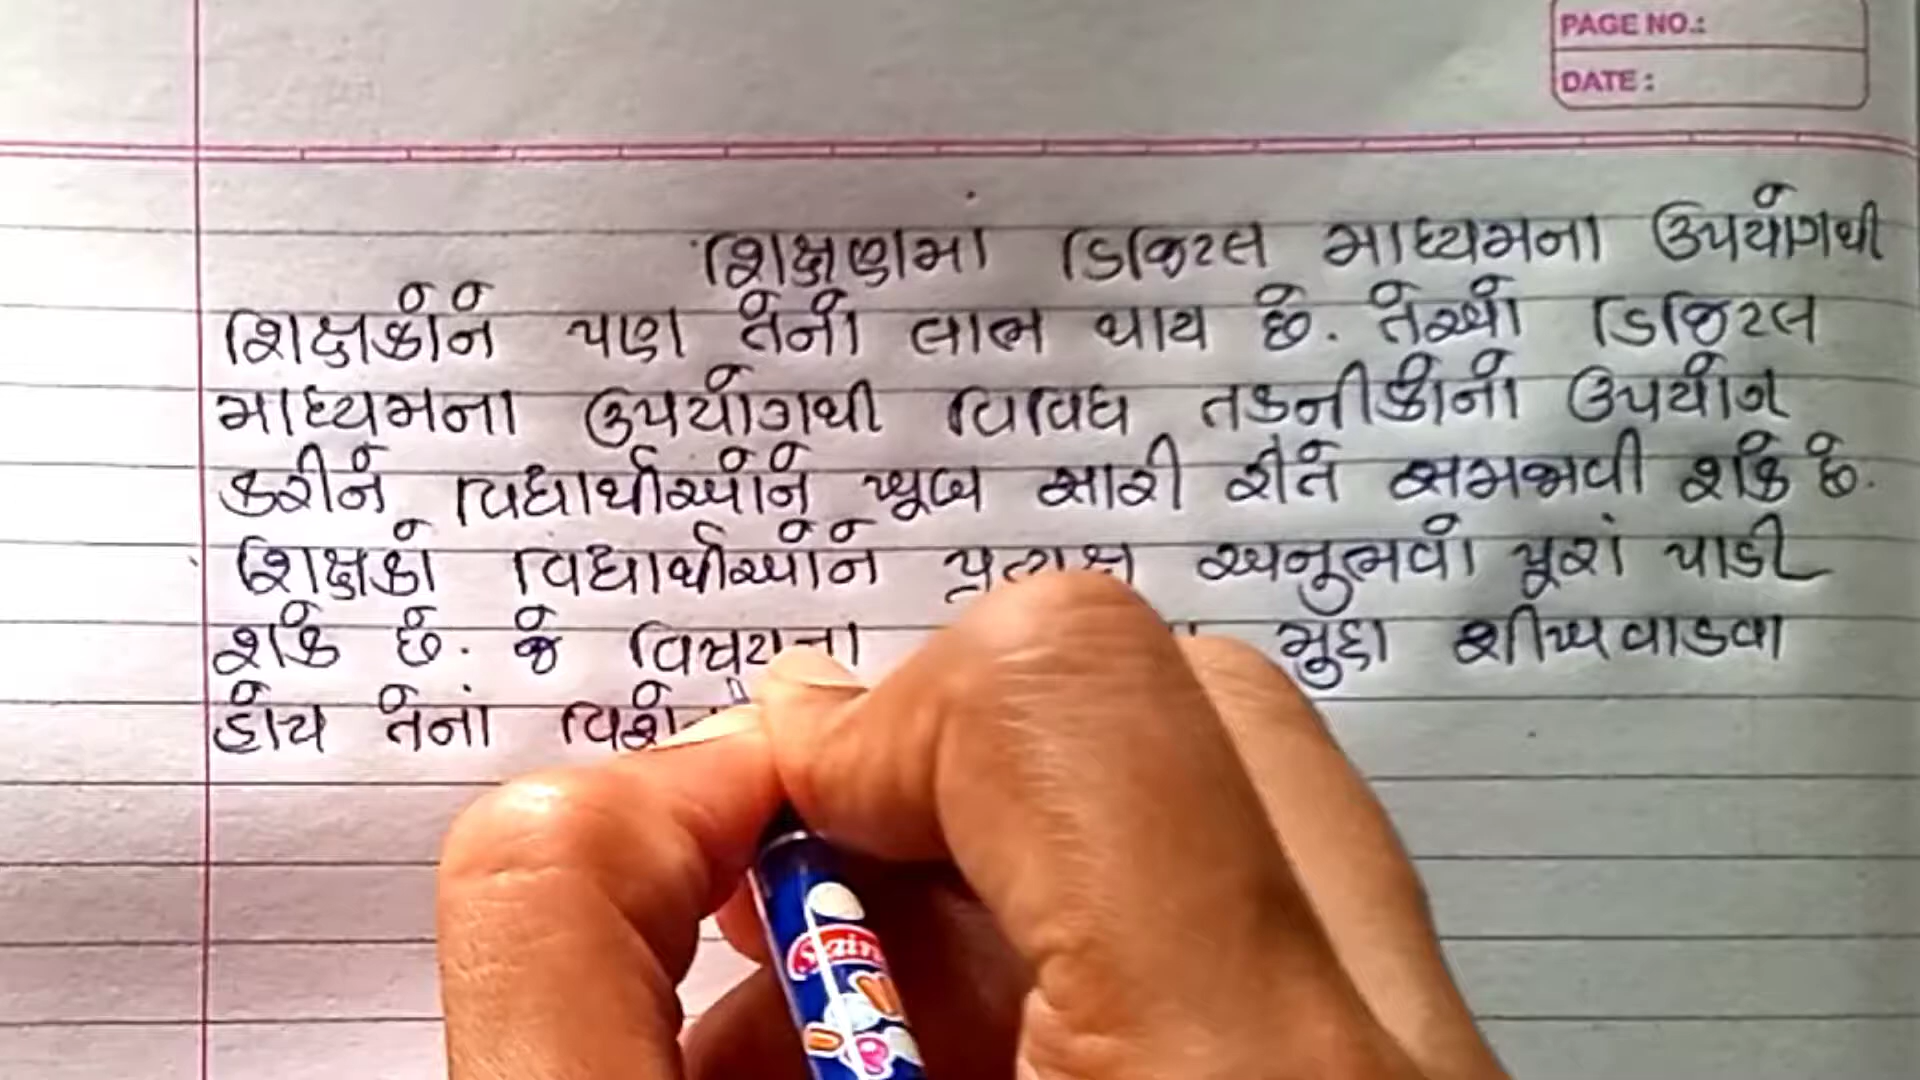 PAGE NO.:
DATE :
શિક્ષણમાં ડિજિટલ માધ્યમના ઉપયોગથી
શિક્ષકોને પણ તેનો લાભ થાય છે. તેઓ ડિજિટલ
માધ્યમના ઉપયોગથી વિવિધ તકનીકોનો ઉપયોગ
કરીને વિદ્યાર્થીઓને ખૂબ સારી રીતે સમજાવી શકે છે.
શિક્ષકો વિદ્યાર્થીઓને પ્રત્યક્ષ અનુભવો પૂરાં પાડી
શકે છે. જે વિષયના મુદ્દા શીખવાડવા
હોય તેનાં